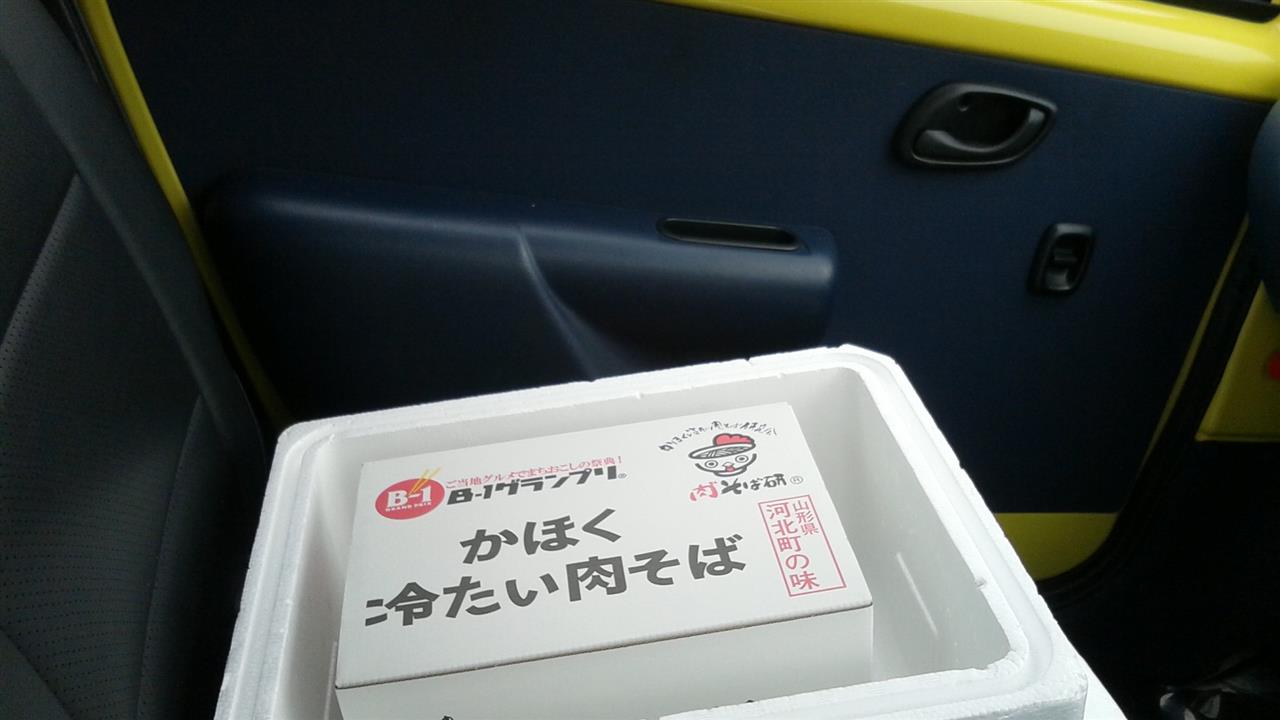 B-1
GRAND PRIX
ご当地グルメでまちおこしの祭典！
B-1グランプリ®
肉そば研®
山形県
河北町の味
かほく
冷たい肉そば